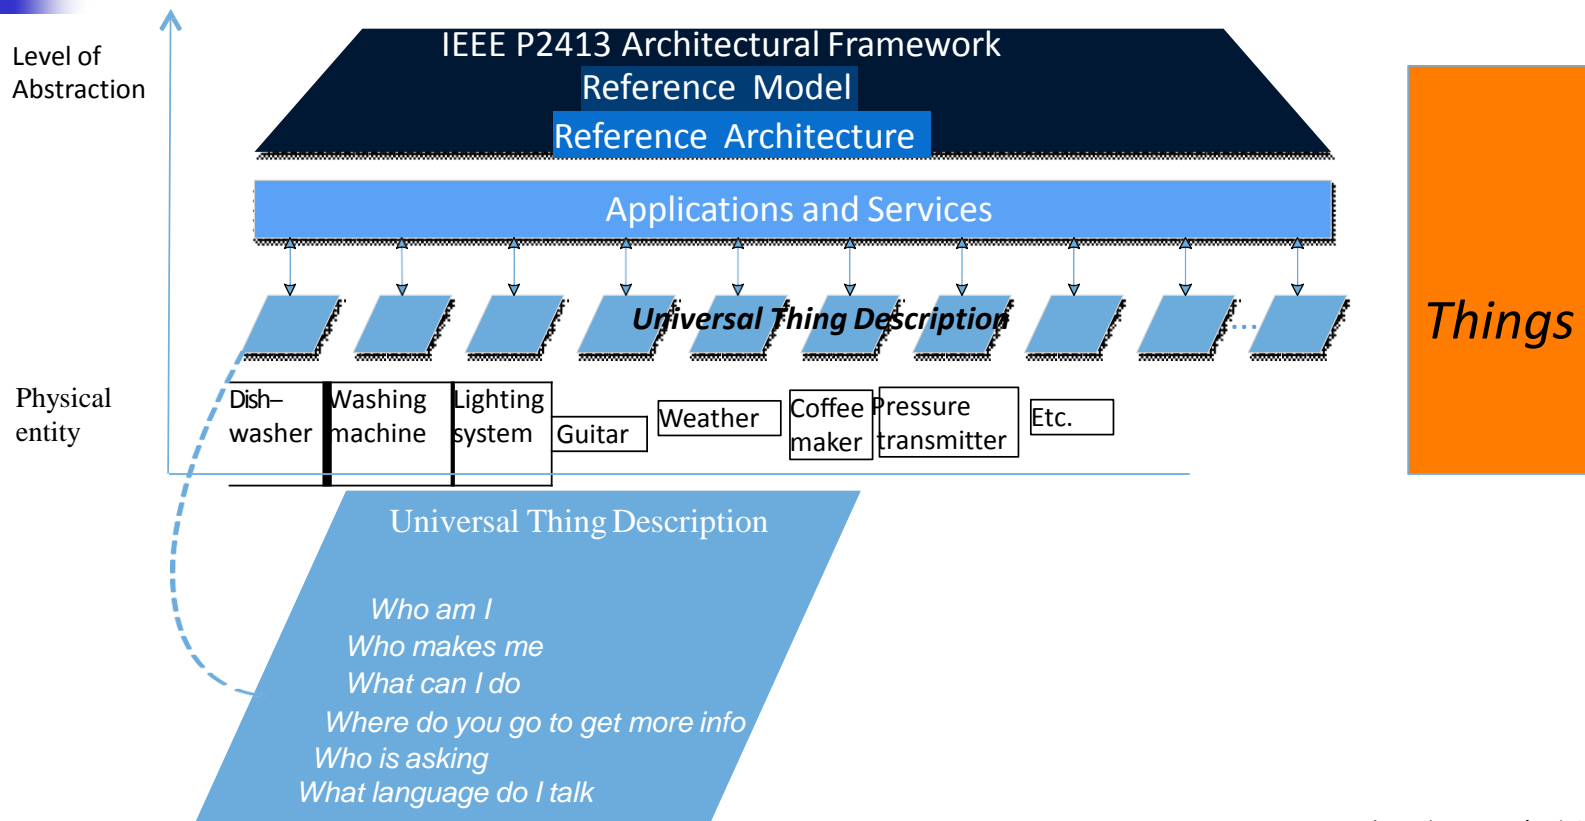 Level of
Abstraction
IEEE P2413 Architectural Framework
Reference Model
Reference Architecture
Applications and Services
Universal Thing Description
...
Things
Physical
entity
Dish–
washer
Washing
machine
Lighting
system
Guitar
Weather
Coffee
maker
Pressure
transmitter
Etc.
Universal Thing Description
Who am I
Who makes me
What can I do
Where do you go to get more info
Who is asking
What language do I talk